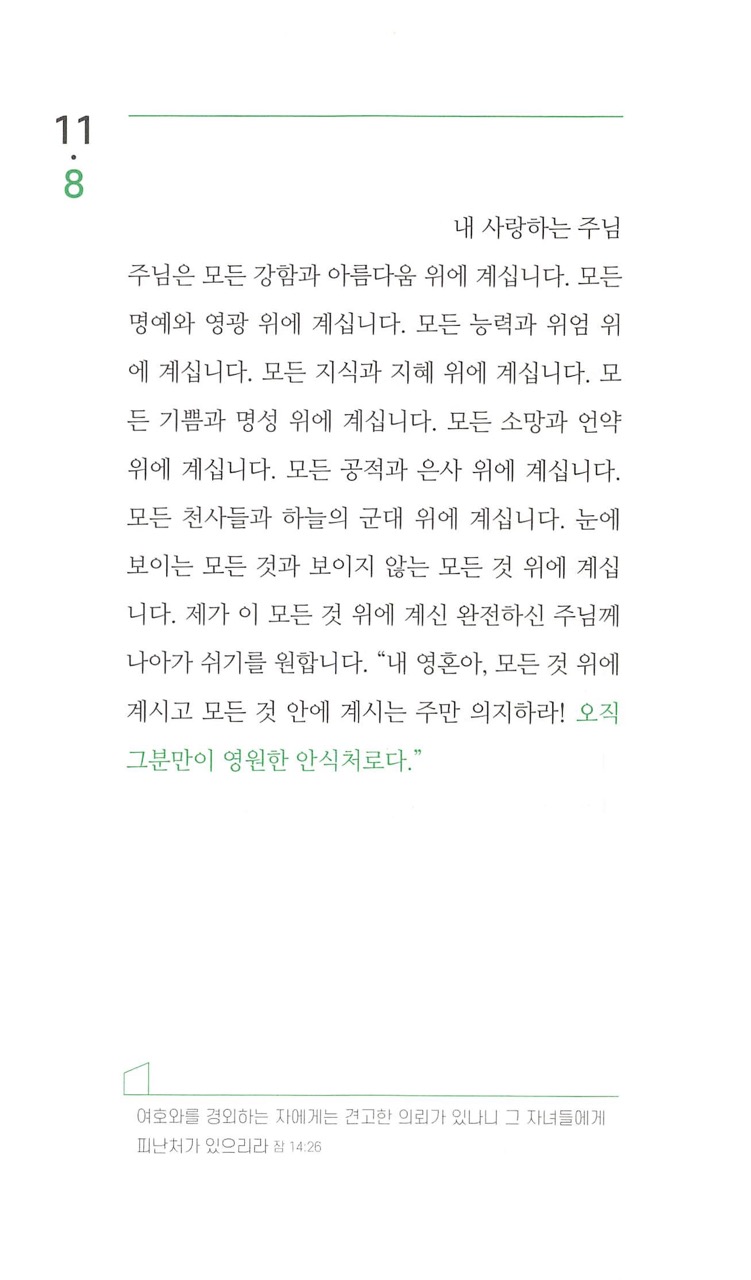 11
·
8
내 사랑하는 주님
주님은 모든 강함과 아름다움 위에 계십니다. 모든
명예와 영광 위에 계십니다. 모든 능력과 위엄 위
에 계십니다. 모든 지식과 지혜 위에 계십니다. 모
든 기쁨과 명성 위에 계십니다. 모든 소망과 언약
위에 계십니다. 모든 공적과 은사 위에 계십니다.
모든 천사들과 하늘의 군대 위에 계십니다. 눈에
보이는 모든 것과 보이지 않는 모든 것 위에 계십
니다. 제가 이 모든 것 위에 계신 완전하신 주님께
나아가 쉬기를 원합니다. “내 영혼아, 모든 것 위에
계시고 모든 것 안에 계시는 주만 의지하라! 오직
그분만이 영원한 안식처로다.”
여호와를 경외하는 자에게는 견고한 의뢰가 있나니 그 자녀들에게
피난처가 있으리라 잠 14:26